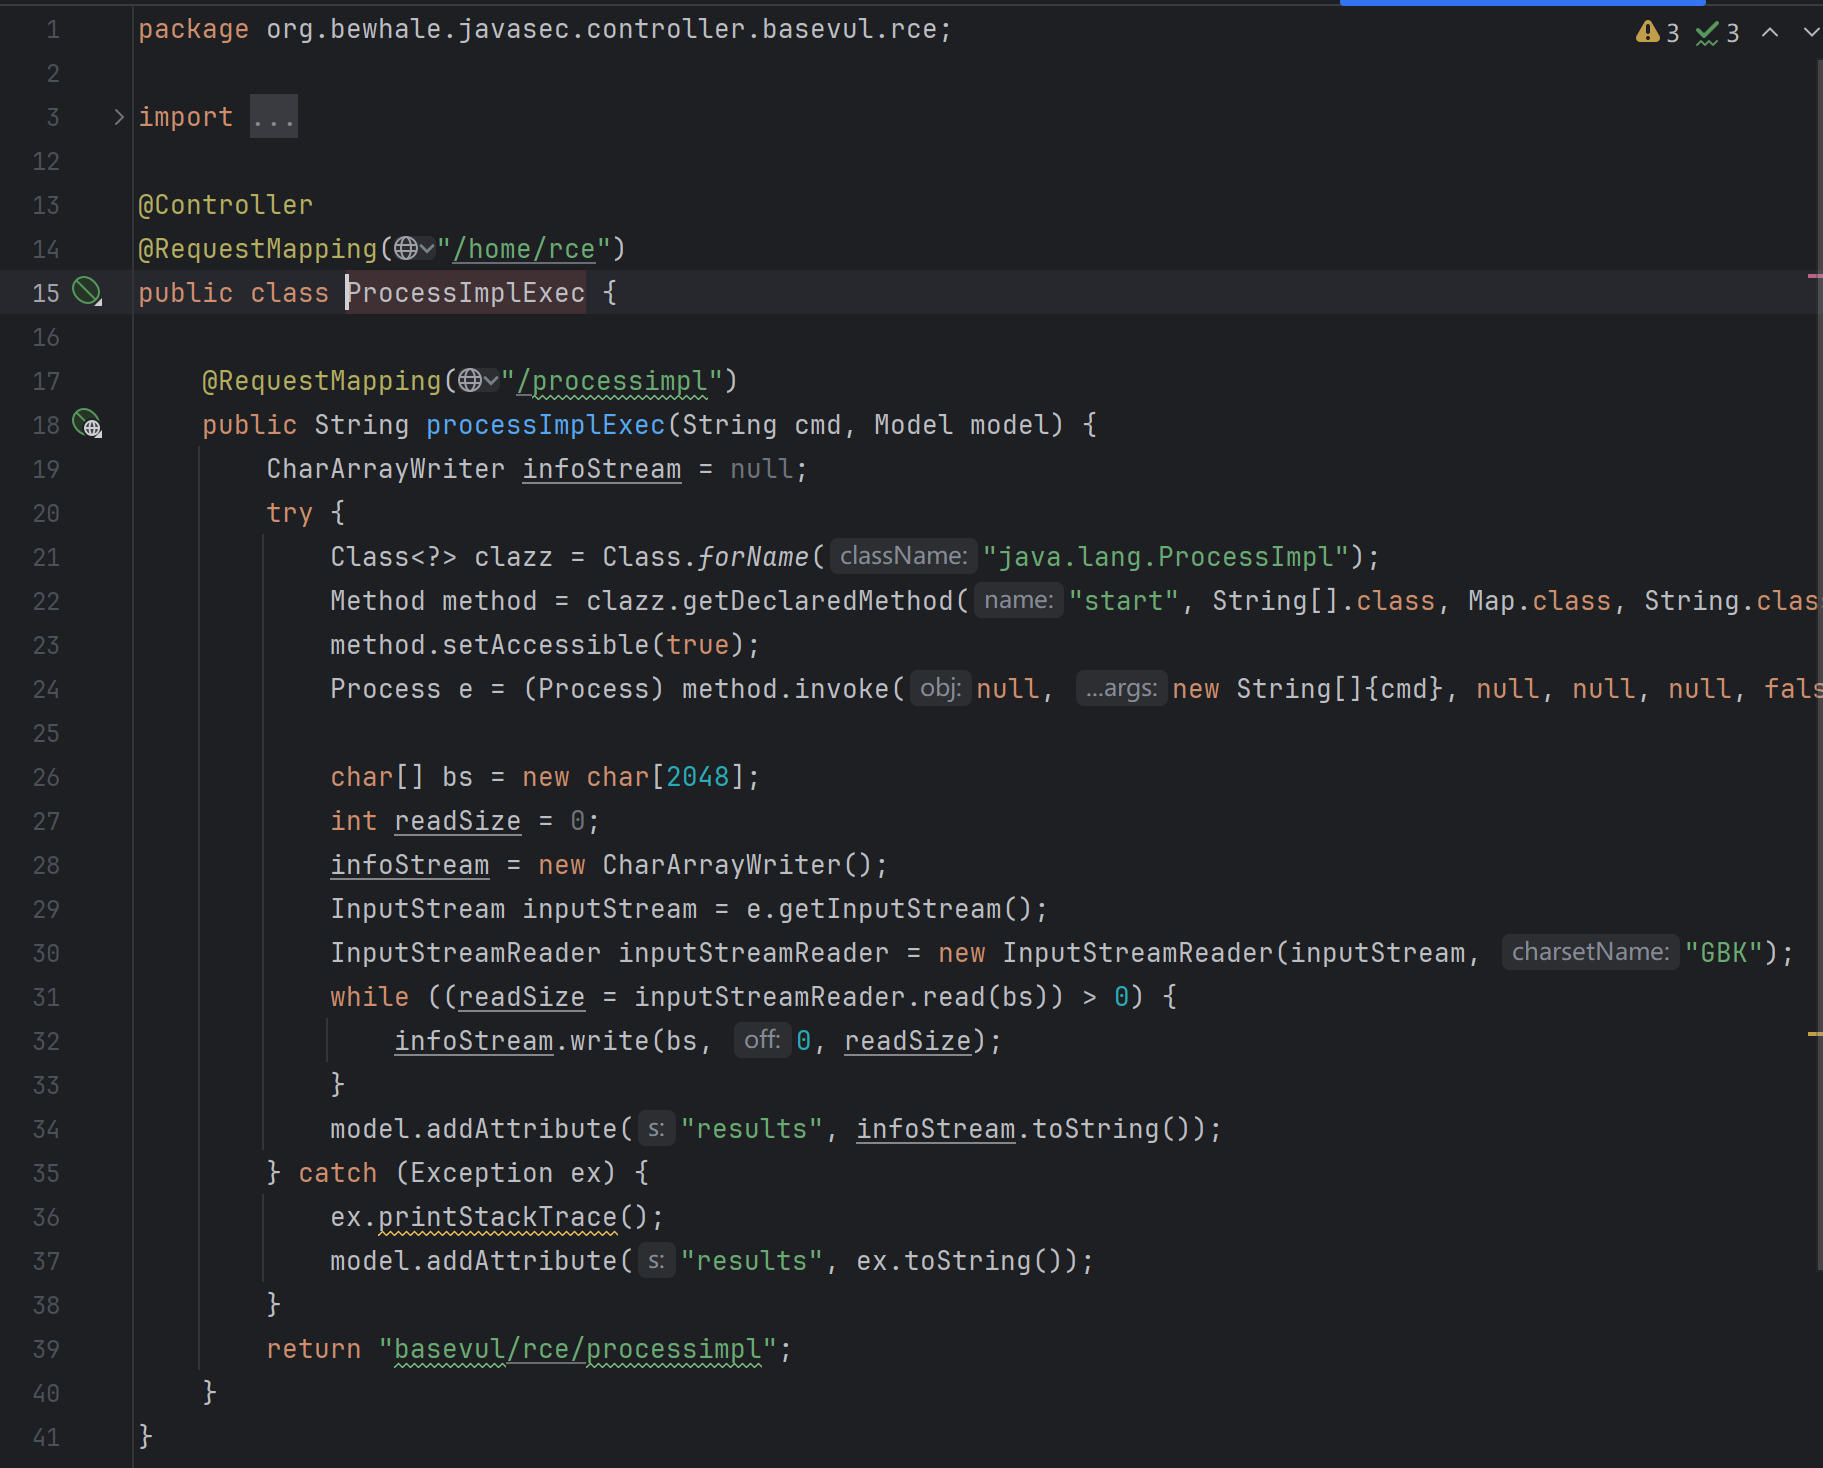 3 3
1 package org.bewhale.javasec.controller.basevul.rce;
2
3 import ...
12
13 @Controller
14 @RequestMapping("/home/rce")
15 public class ProcessImplExec {
16
17 @RequestMapping("/processimpl")
18 public String processImplExec(String cmd, Model model) {
19 CharArrayWriter infoStream = null;
20 try {
21 Class<?> clazz = Class.forName( className: "java.lang.ProcessImpl");
22 Method method = clazz.getDeclaredMethod( name: "start", String[].class, Map.class, String.clas
23 method.setAccessible(true);
24 Process e = (Process) method.invoke( obj: null, ...args: new String[]{cmd}, null, null, null, fals
25
26 char[] bs = new char[2048];
27 int readSize = 0;
28 infoStream = new CharArrayWriter();
29 InputStream inputStream = e.getInputStream();
30 InputStreamReader inputStreamReader = new InputStreamReader(inputStream, charsetName: "GBK");
31 while ((readSize = inputStreamReader.read(bs)) > 0) {
32 infoStream.write(bs, off: 0, readSize);
33 }
34 model.addAttribute( s: "results", infoStream.toString());
35 } catch (Exception ex) {
36 ex.printStackTrace();
37 model.addAttribute( s: "results", ex.toString());
38 }
39 return "basevul/rce/processimpl";
40 }
41 }